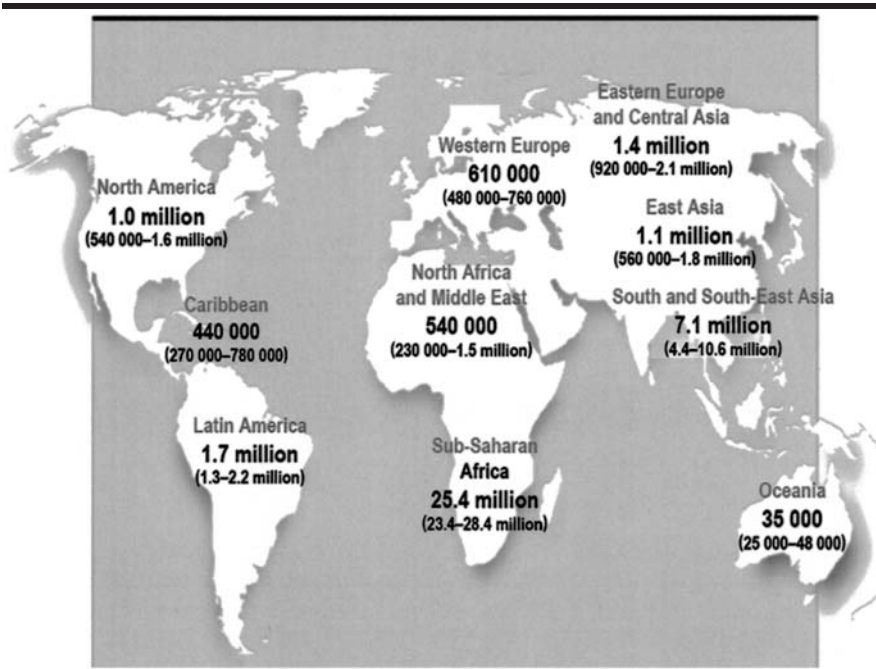 Eastern Europe
and Central Asia
1.4 million
(920 000–2.1 million)
Western Europe
610 000
(480 000–760 000)
North America
1.0 million
(540 000–1.6 million)
East Asia
1.1 million
(560 000–1.8 million)
North Africa
and Middle East
540 000
(230 000–1.5 million)
South and South-East Asia
7.1 million
(4.4–10.6 million)
Caribbean
440 000
(270 000–780 000)
Latin America
1.7 million
(1.3–2.2 million)
Sub-Saharan
Africa
25.4 million
(23.4–28.4 million)
Oceania
35 000
(25 000–48 000)